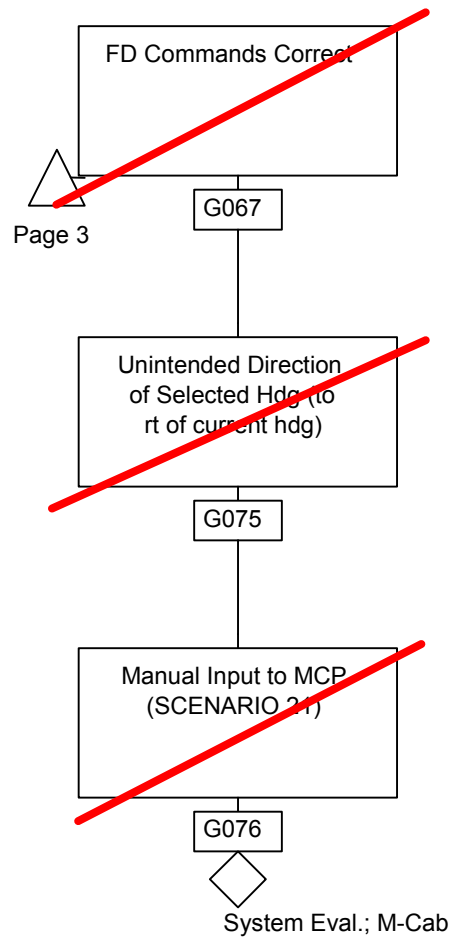 FD Commands Correct
Page 3
G067
Unintended Direction
of Selected Hdg (to
rt of current hdg)
G075
Manual Input to MCP
(SCENARIO 21)
G076
System Eval.; M-Cab